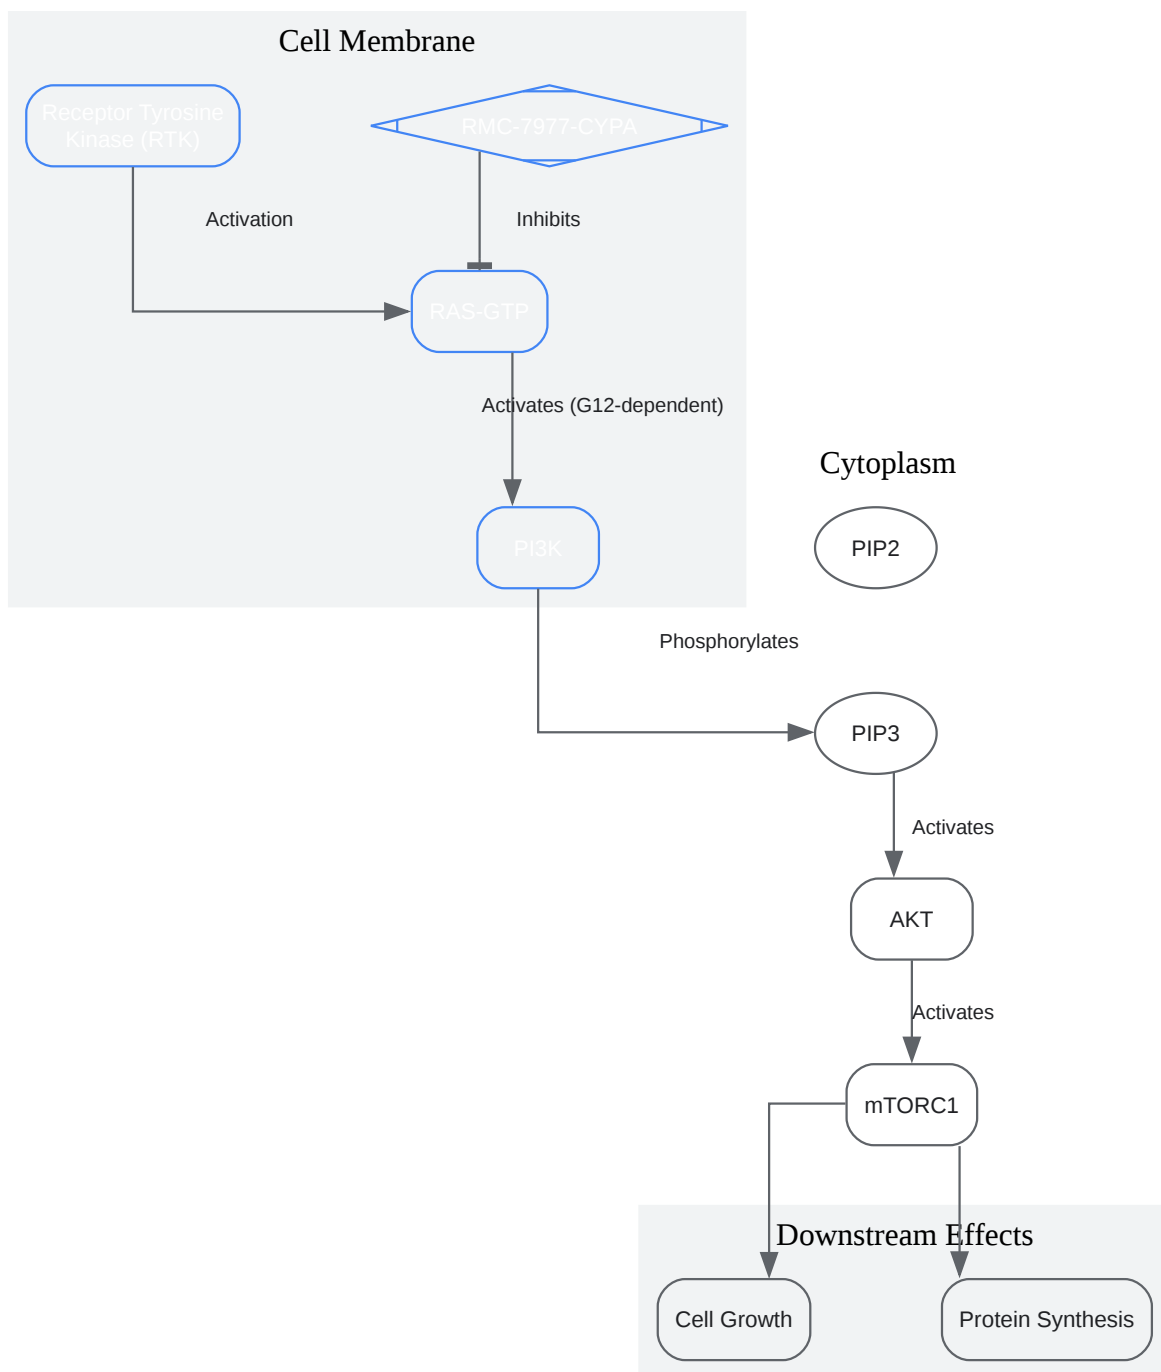 Cell Membrane
Receptor Tyrosine
Kinase (RTK)
RMC-7977-CYPA
Activation
Inhibits
RAS-GTP
Activates (G12-dependent)
Cytoplasm
PI3K
PIP2
Phosphorylates
PIP3
Activates
AKT
Activates
mTORC1
Downstream Effects
Cell Growth
Protein Synthesis